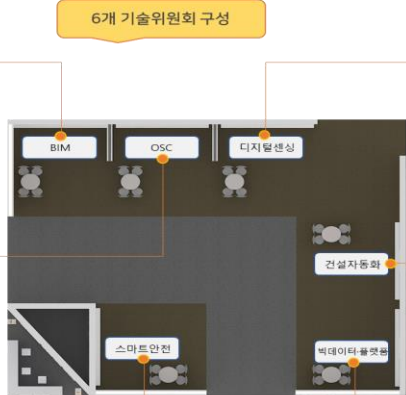 6개 기술위원회 구성
BIM
OSC
디지털센싱
건설자동화
스마트안전
빅데이터 플랫폼